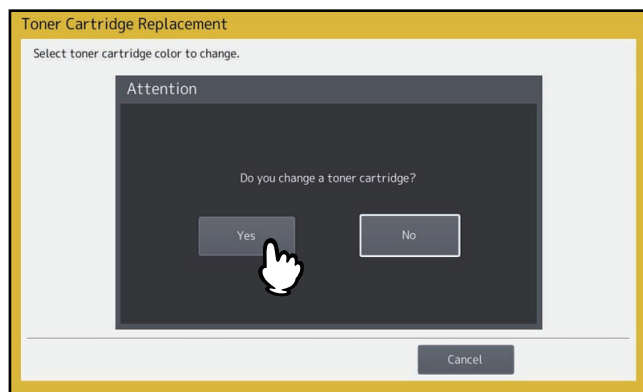 Toner Cartridge Replacement
Select toner cartridge color to change.
Attention
Do you change a toner cartridge?
Yes
No
Cancel